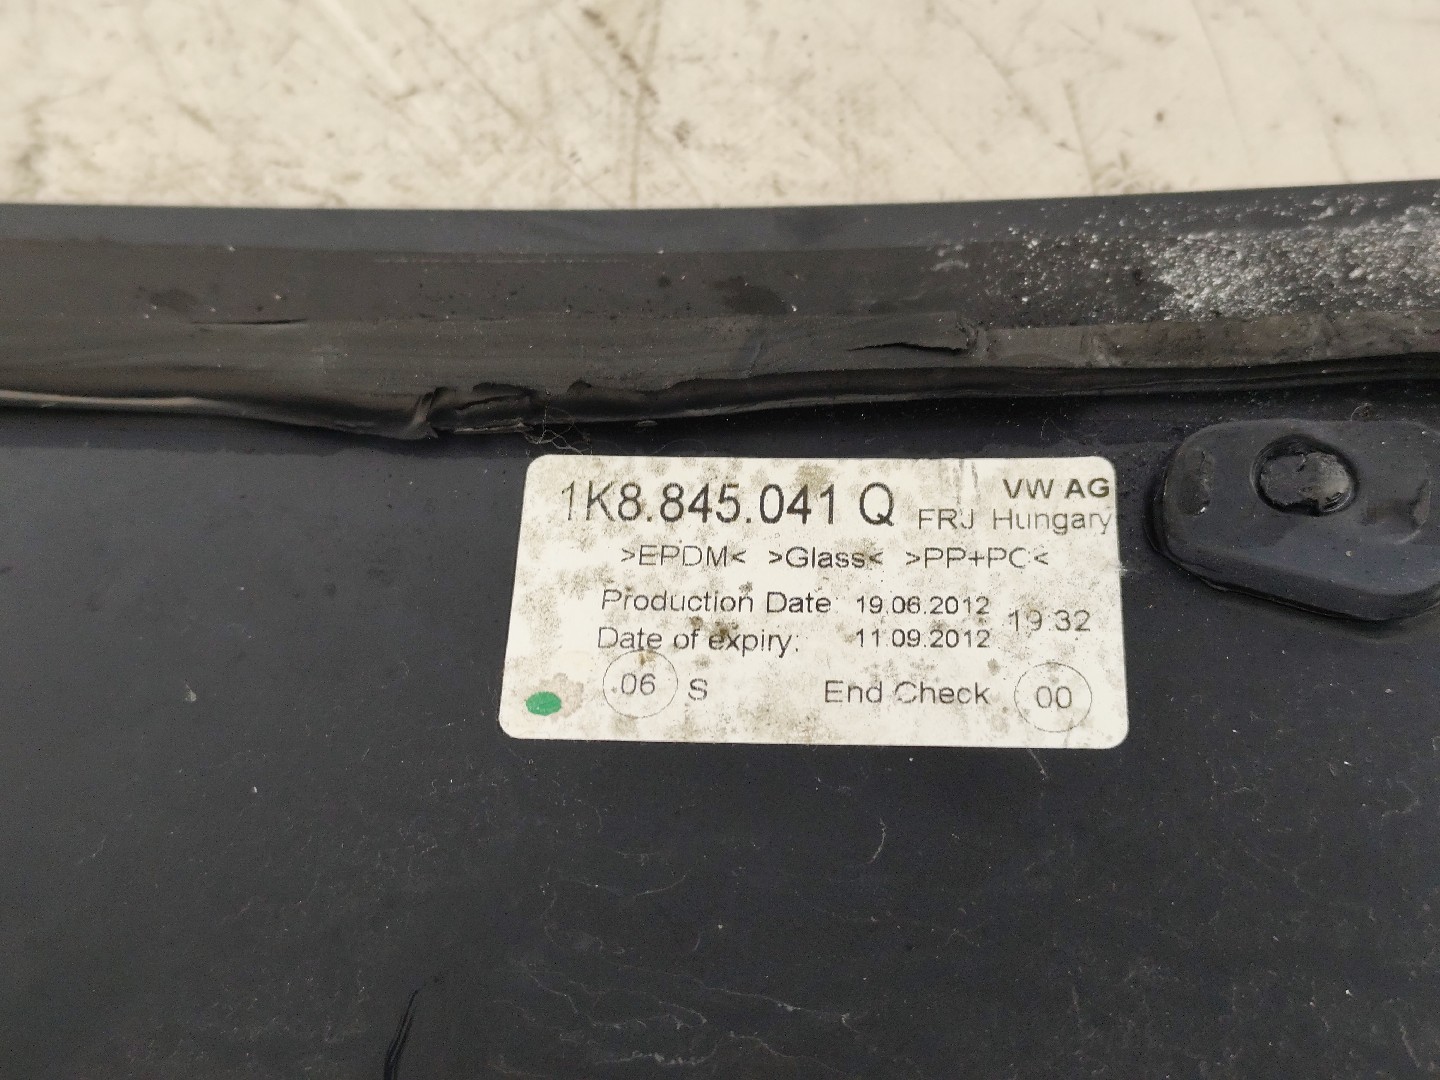 1K8.845.041 Q VW AG
FRJ Hungary
>EPDM< >Glass< >PP+PC<
Production Date: 19.06.2012 19:32
Date of expiry: 11.09.2012
06 S End Check 00